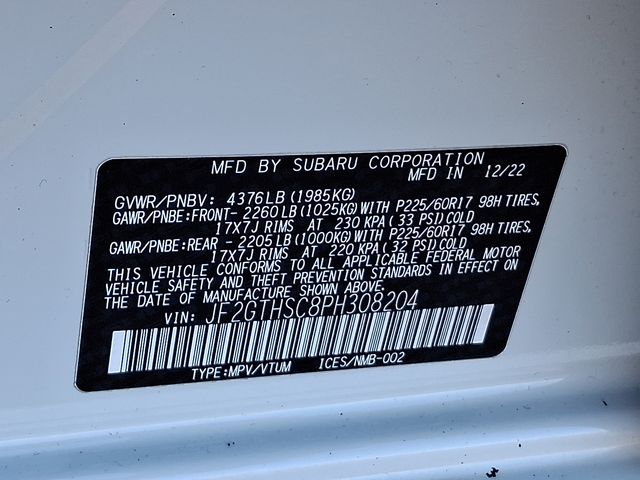 MFD BY SUBARU CORPORATION
MFD IN 12/22
GVWR/PNBV: 4376LB(1985KG)
GAWR/PNBE:FRONT- 2260LB(1025KG)WITH P225/60R17 98H TIRES,
17X7J RIMS AT 230 KPA(33 PSI)COLD
GAWR/PNBE:REAR - 2205LB(1000KG)WITH P225/60R17 98H TIRES,
17X7J RIMS AT 220 KPA(32 PSI)COLD
THIS VEHICLE CONFORMS TO ALL APPLICABLE FEDERAL MOTOR
VEHICLE SAFETY AND THEFT PREVENTION STANDARDS IN EFFECT ON
THE DATE OF MANUFACTURE SHOWN ABOVE.
VIN: JF2GTHSC8PH308204
TYPE:MPV/VTUM ICES/NMB-002